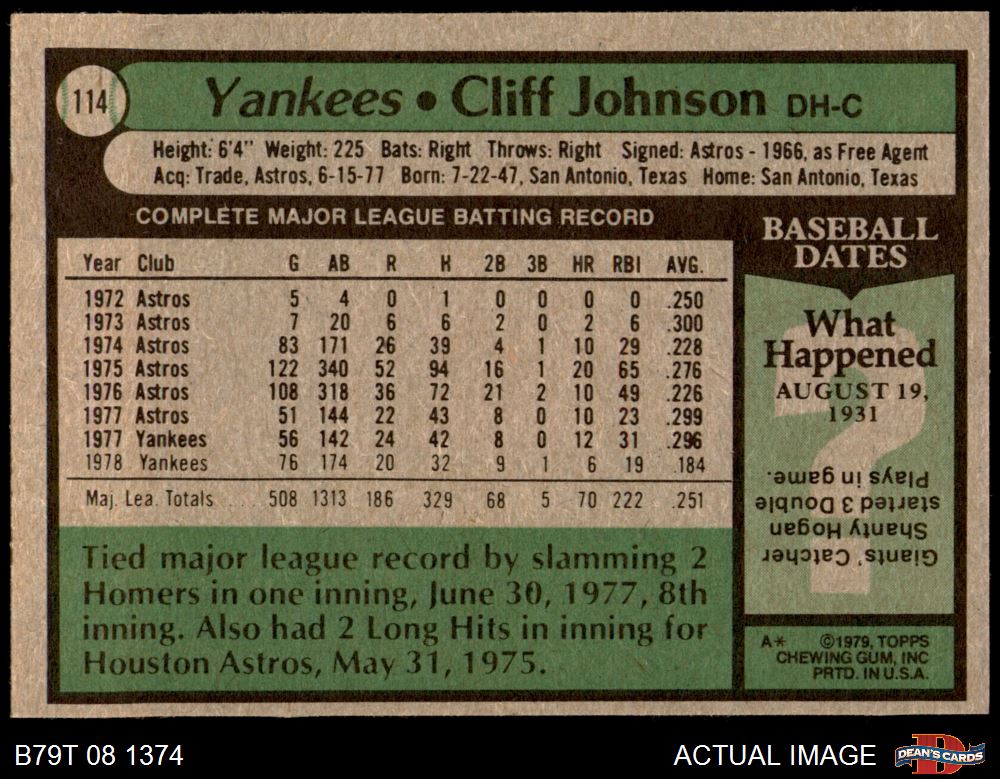 114
Yankees • Cliff Johnson DH-C
Height: 6'4" Weight: 225 Bats: Right Throws: Right Signed: Astros - 1966, as Free Agent
Acq: Trade, Astros, 6-15-77 Born: 7-22-47, San Antonio, Texas Home: San Antonio, Texas
COMPLETE MAJOR LEAGUE BATTING RECORD
Year Club G AB R H 2B 3B HR RBI AVG.
1972 Astros 5 4 0 1 0 0 0 0 .250
1973 Astros 7 20 6 6 2 0 2 6 .300
1974 Astros 83 171 26 39 4 1 10 29 .228
1975 Astros 122 340 52 94 16 1 20 65 .276
1976 Astros 108 318 36 72 21 2 10 49 .226
1977 Astros 51 144 22 43 8 0 10 23 .299
1977 Yankees 56 142 24 42 8 0 12 31 .296
1978 Yankees 76 174 20 32 9 1 6 19 .184
Maj. Lea. Totals 508 1313 186 329 68 5 70 222 .251
Tied major league record by slamming 2
Homers in one inning, June 30, 1977, 8th
inning. Also had 2 Long Hits in inning for
Houston Astros, May 31, 1975.
BASEBALL
DATES
What
Happened
AUGUST 19,
1931
?
Giants' Catcher
Shanty Hogan
started 3 Double
Plays in game.
A* ©1979, TOPPS
CHEWING GUM, INC
PRTD. IN U.S.A.
B79T 08 1374
ACTUAL IMAGE
DEAN'S CARDS